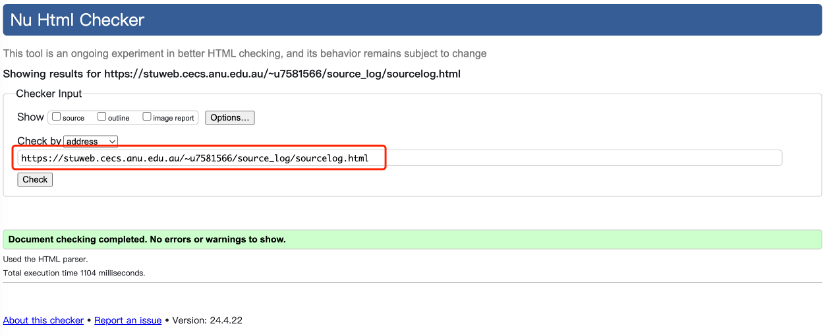 Nu Html Checker
This tool is an ongoing experiment in better HTML checking, and its behavior remains subject to change
Showing results for https://stuweb.cecs.anu.edu.au/~u7581566/source_log/sourcelog.html
Checker Input
Show source outline image report Options...
Check by address
https://stuweb.cecs.anu.edu.au/~u7581566/source_log/sourcelog.html
Check
Document checking completed. No errors or warnings to show.
Used the HTML parser.
Total execution time 1104 milliseconds.
About this checker • Report an issue • Version: 24.4.22